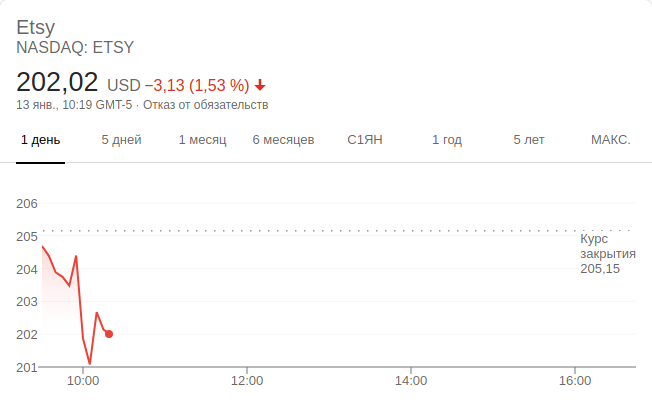 Etsy
NASDAQ: ETSY
202,02 USD −3,13 (1,53 %)
13 янв., 10:19 GMT-5 · Отказ от обязательств
1 день 5 дней 1 месяц 6 месяцев С1ЯН 1 год 5 лет МАКС.
206
205
Курс
закрытия
205,15
204
203
202
201
10:00 12:00 14:00 16:00